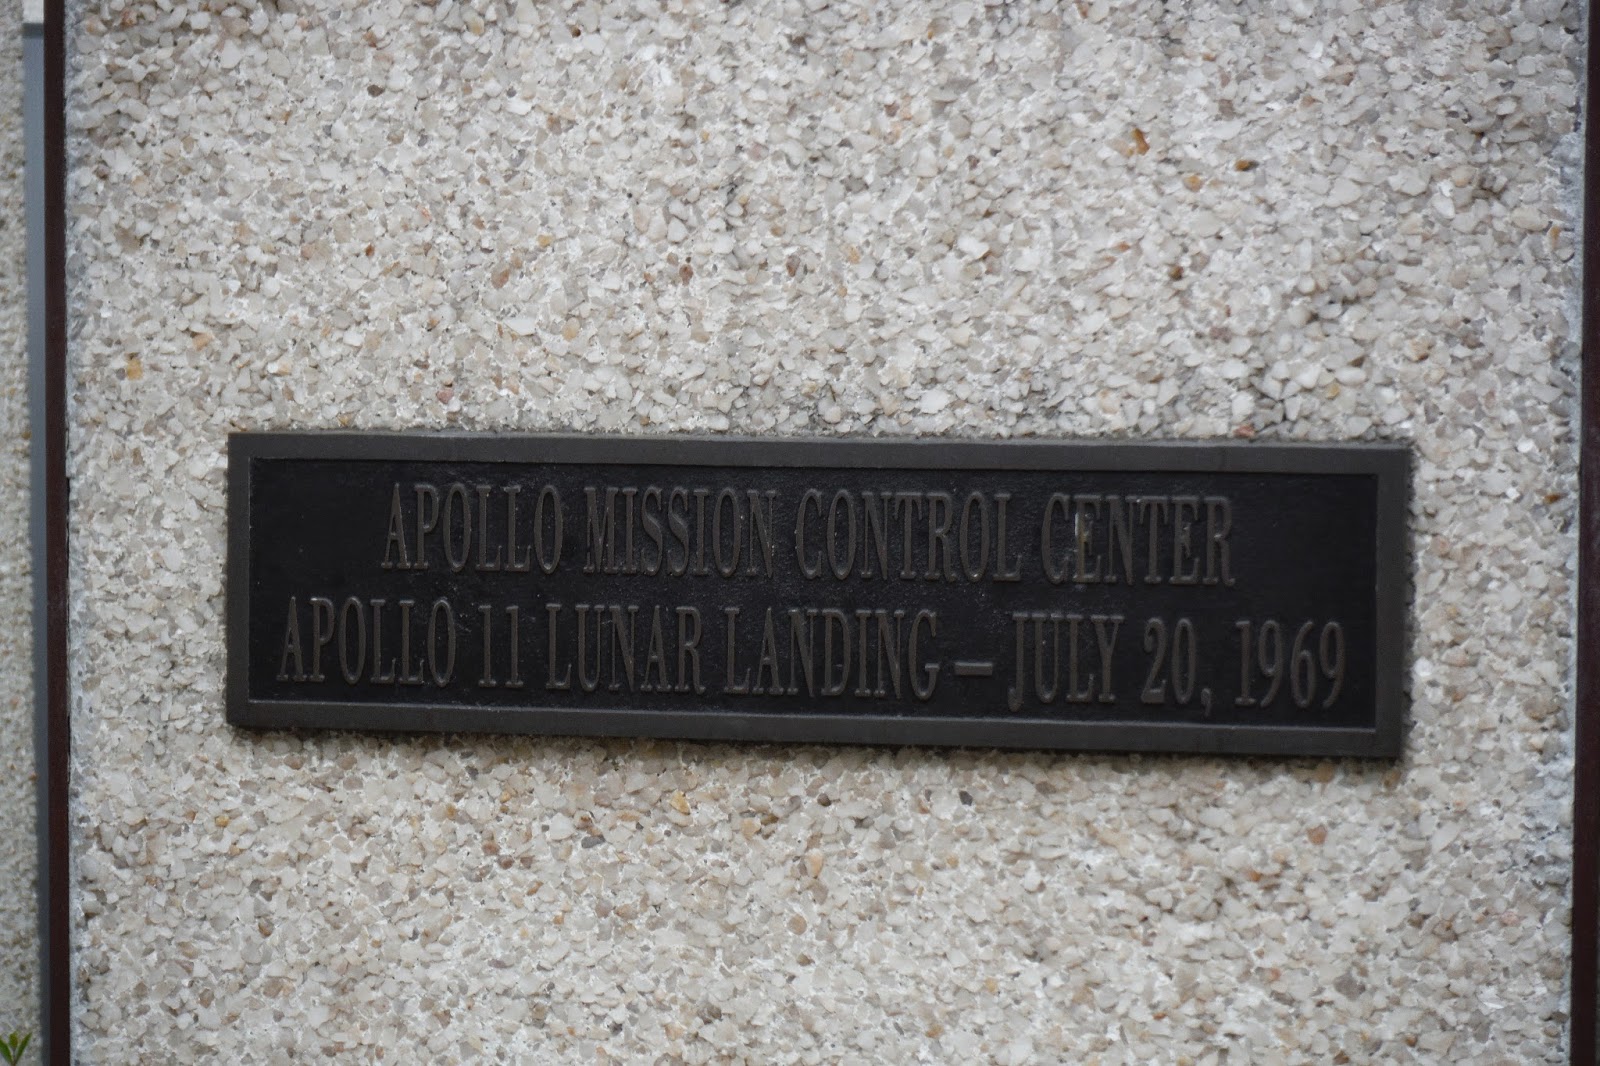 APOLLO MISSION CONTROL CENTER
APOLLO 11 LUNAR LANDING – JULY 20, 1969